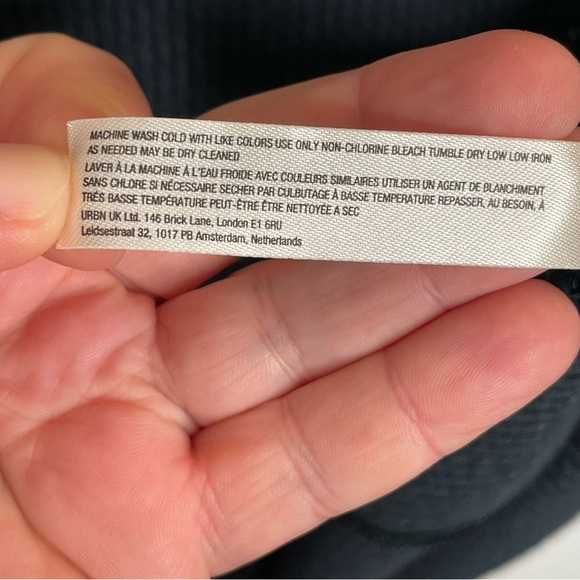 MACHINE WASH COLD WITH LIKE COLORS USE ONLY NON-CHLORINE BLEACH TUMBLE DRY LOW LOW IRON
AS NEEDED MAY BE DRY CLEANED
LAVER À LA MACHINE À L'EAU FROIDE AVEC COULEURS SIMILAIRES UTILISER UN AGENT DE BLANCHIMENT
SANS CHLORE SI NÉCESSAIRE SECHER PAR CULBUTAGE À BASSE TEMPERATURE REPASSER, AU BESOIN, À
TRÉS BASSE TEMPÉRATURE PEUT-ÊTRE ÊTRE NETTOYÉE A SEC
URBN UK Ltd. 146 Brick Lane, London E1 6RU
Leidsestraat 32, 1017 PB Amsterdam, Netherlands